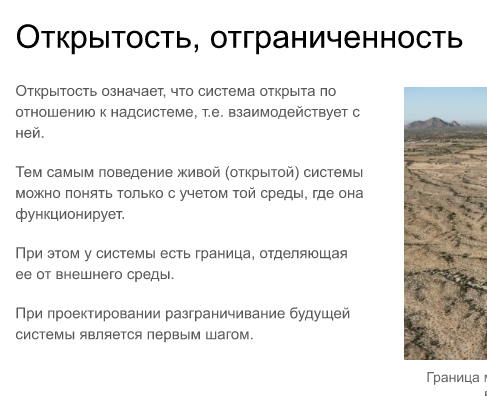 Открытость, отграниченность
Открытость означает, что система открыта по
отношению к надсистеме, т.е. взаимодействует с
ней.
Тем самым поведение живой (открытой) системы
можно понять только с учетом той среды, где она
функционирует.
При этом у системы есть граница, отделяющая
ее от внешнего среды.
При проектировании разграничивание будущей
системы является первым шагом.
Граница